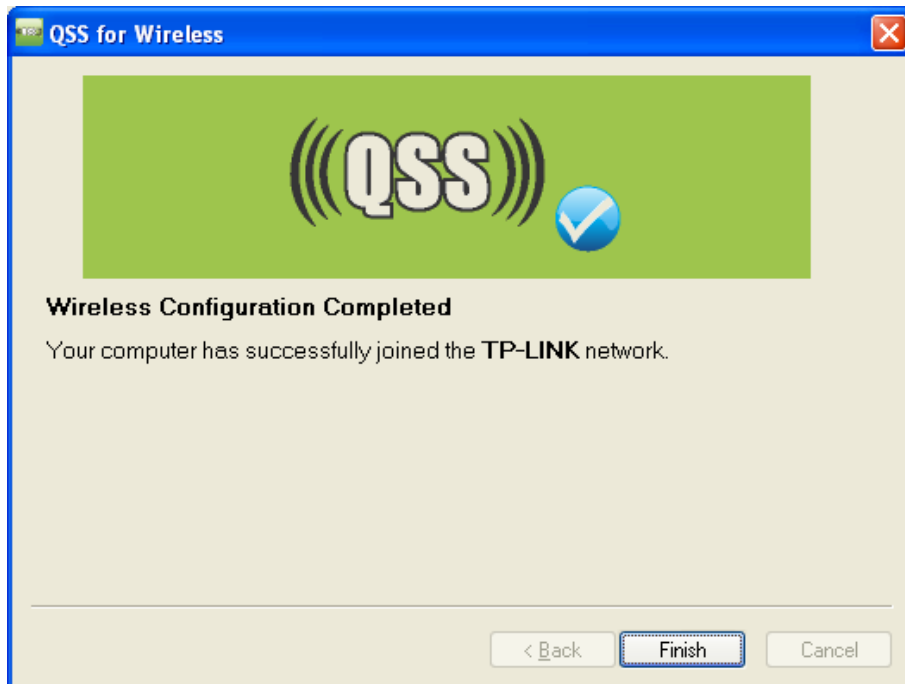 QSS for Wireless
(((QSS)))
Wireless Configuration Completed
Your computer has successfully joined the TP-LINK network.
< Back
Finish
Cancel